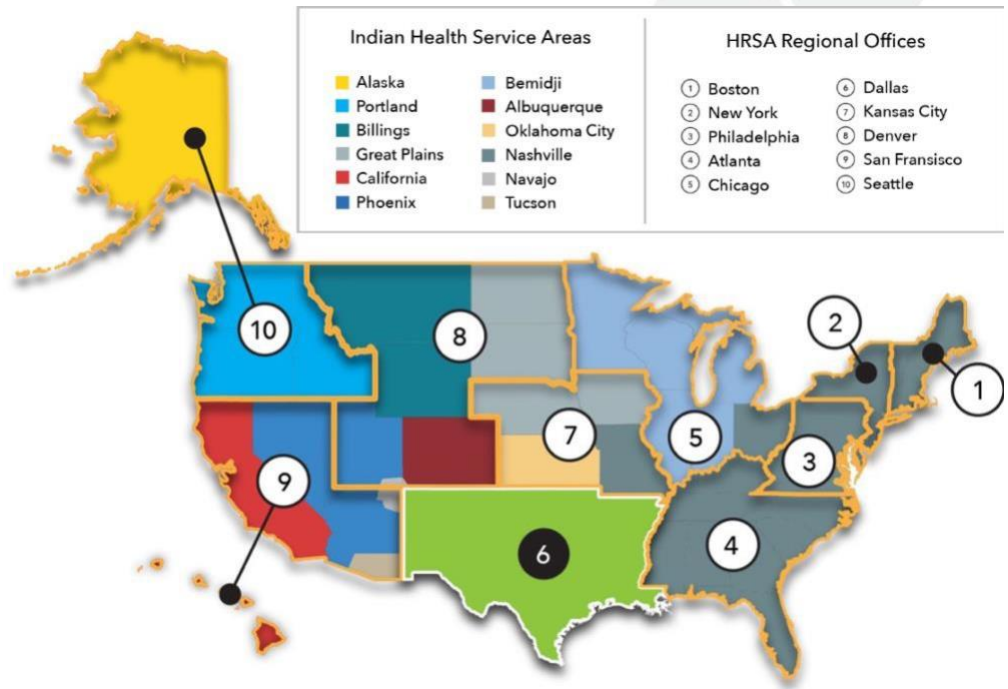 Indian Health Service Areas
Alaska
Portland
Billings
Great Plains
California
Phoenix
Bemidji
Albuquerque
Oklahoma City
Nashville
Navajo
Tucson
HRSA Regional Offices
1 Boston
2 New York
3 Philadelphia
4 Atlanta
5 Chicago
6 Dallas
7 Kansas City
8 Denver
9 San Fransisco
10 Seattle
10
8
2
1
7
5
3
9
6
4